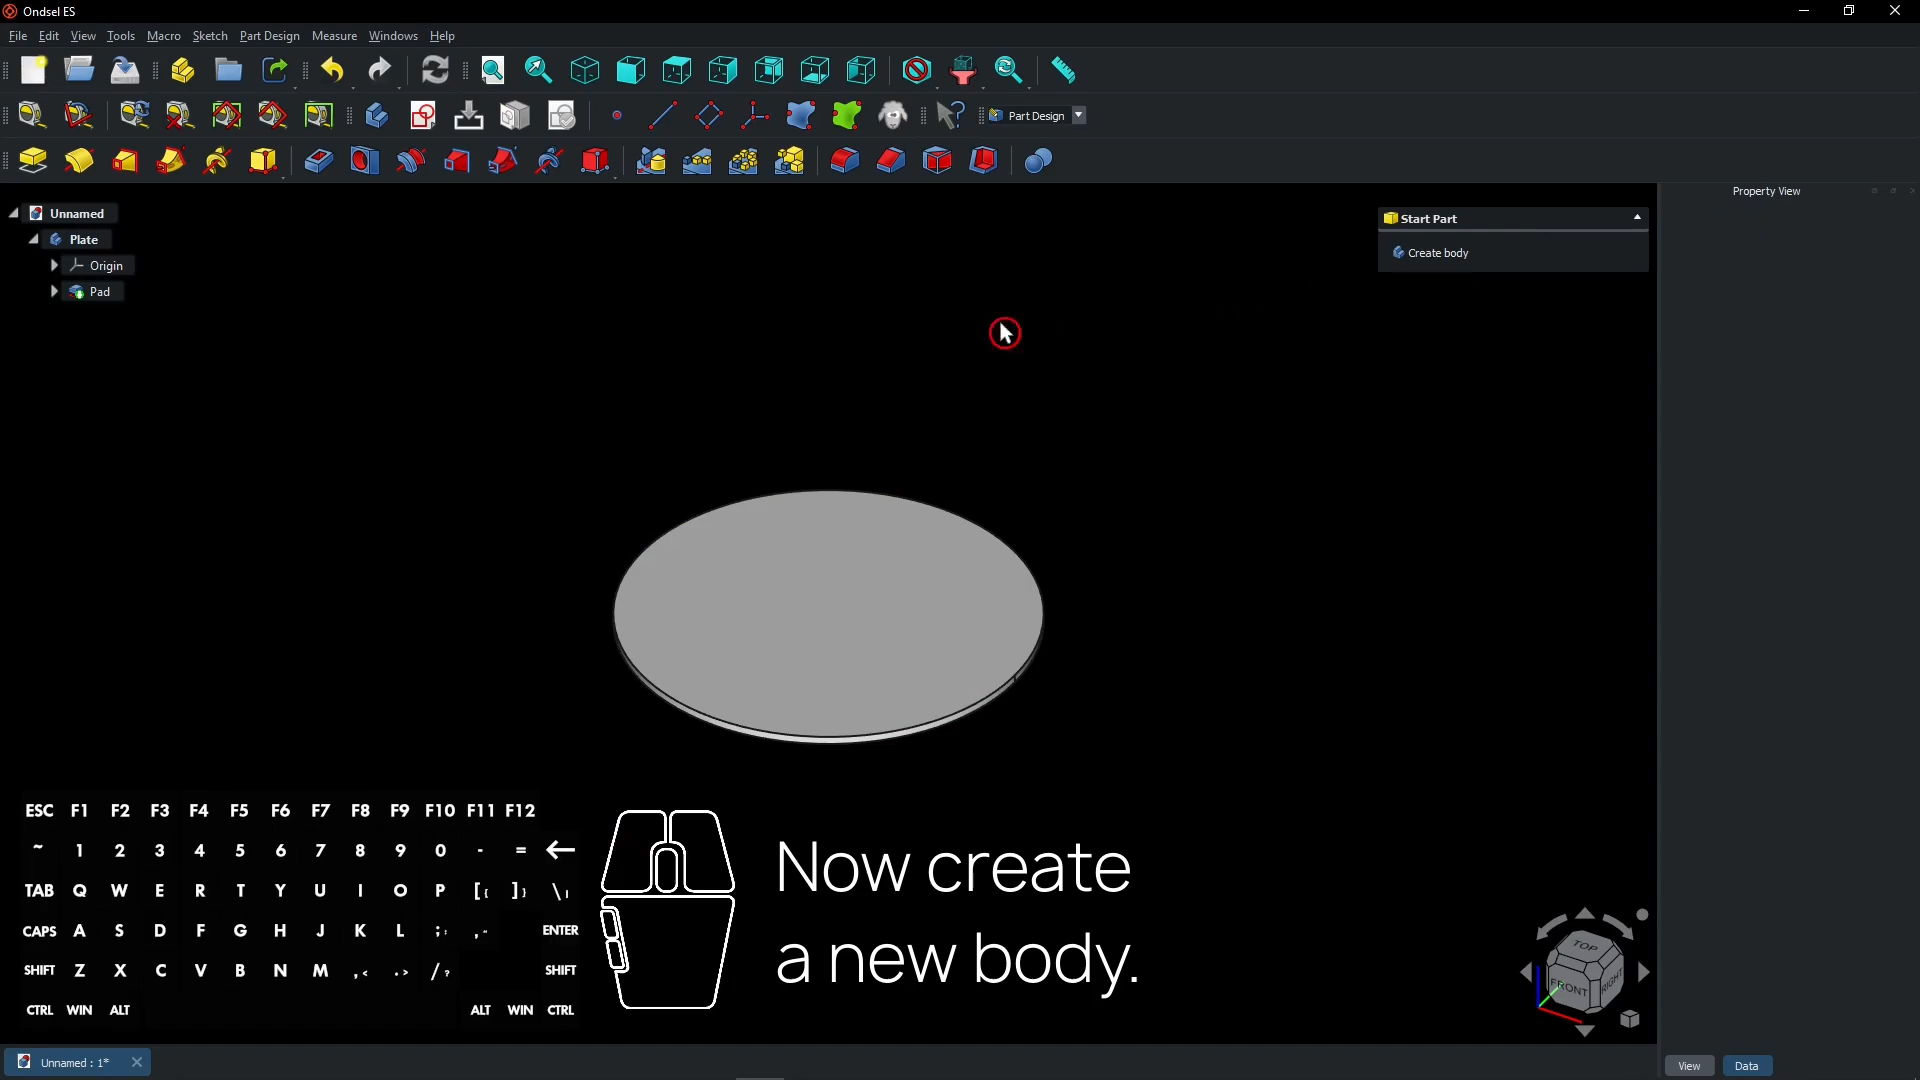 Ondsel ES
File Edit View Tools Macro Sketch Part Design Measure Windows Help
Part Design
Property View
Unnamed
Plate
Origin
Pad
Start Part
Create body
ESC F1 F2 F3 F4 F5 F6 F7 F8 F9 F10 F11 F12
~ 1 2 3 4 5 6 7 8 9 0 - =
TAB Q W E R T Y U I O P [{ ]} \|
CAPS A S D F G H J K L ;: ," ENTER
SHIFT Z X C V B N M ,< .> /? SHIFT
CTRL WIN ALT ALT WIN CTRL
Now create
a new body.
TOP
FRONT
RIGHT
Unnamed : 1*
View
Data